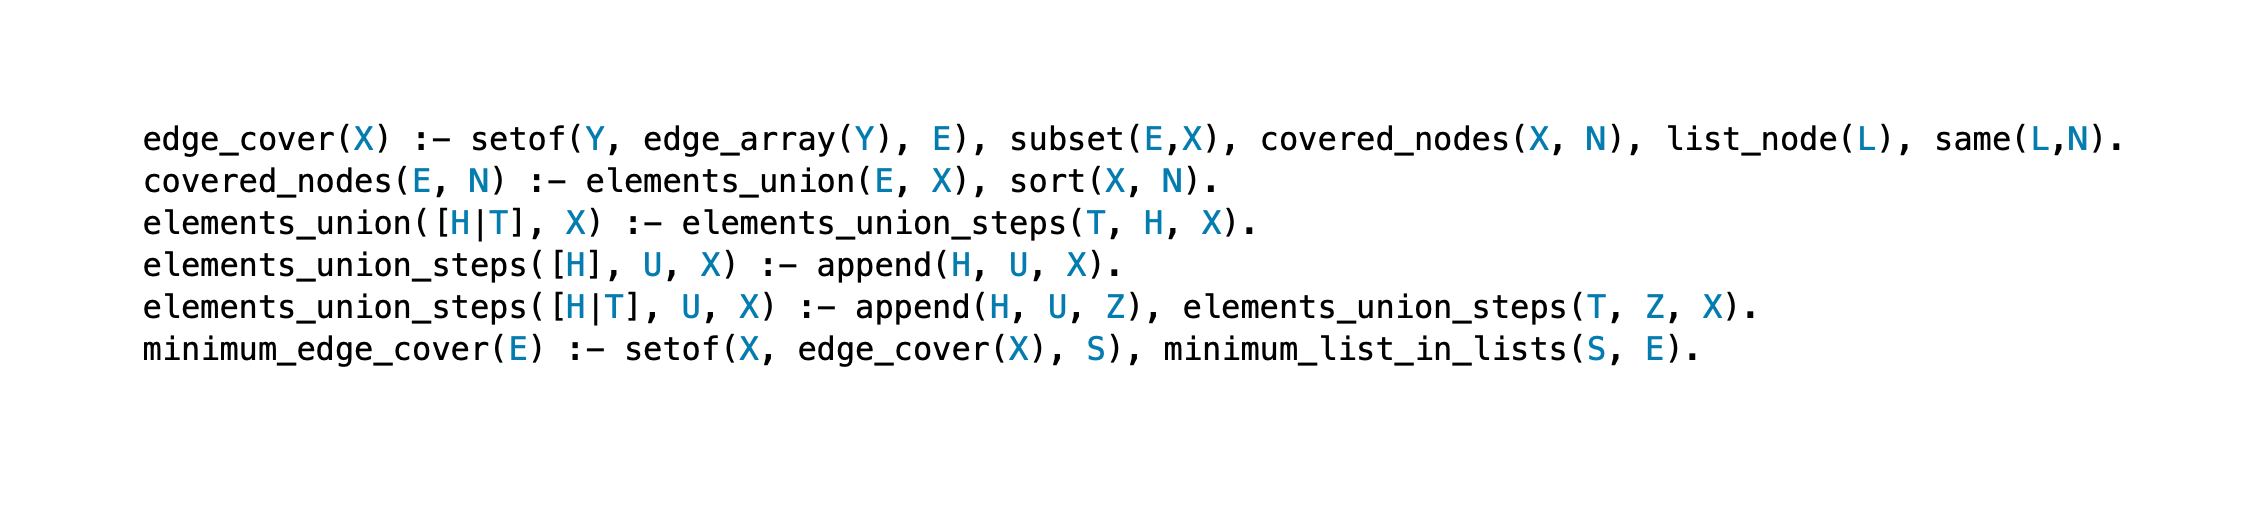 edge_cover(X) :- setof(Y, edge_array(Y), E), subset(E,X), covered_nodes(X, N), list_node(L), same(L,N).
covered_nodes(E, N) :- elements_union(E, X), sort(X, N).
elements_union([H|T], X) :- elements_union_steps(T, H, X).
elements_union_steps([H], U, X) :- append(H, U, X).
elements_union_steps([H|T], U, X) :- append(H, U, Z), elements_union_steps(T, Z, X).
minimum_edge_cover(E) :- setof(X, edge_cover(X), S), minimum_list_in_lists(S, E).